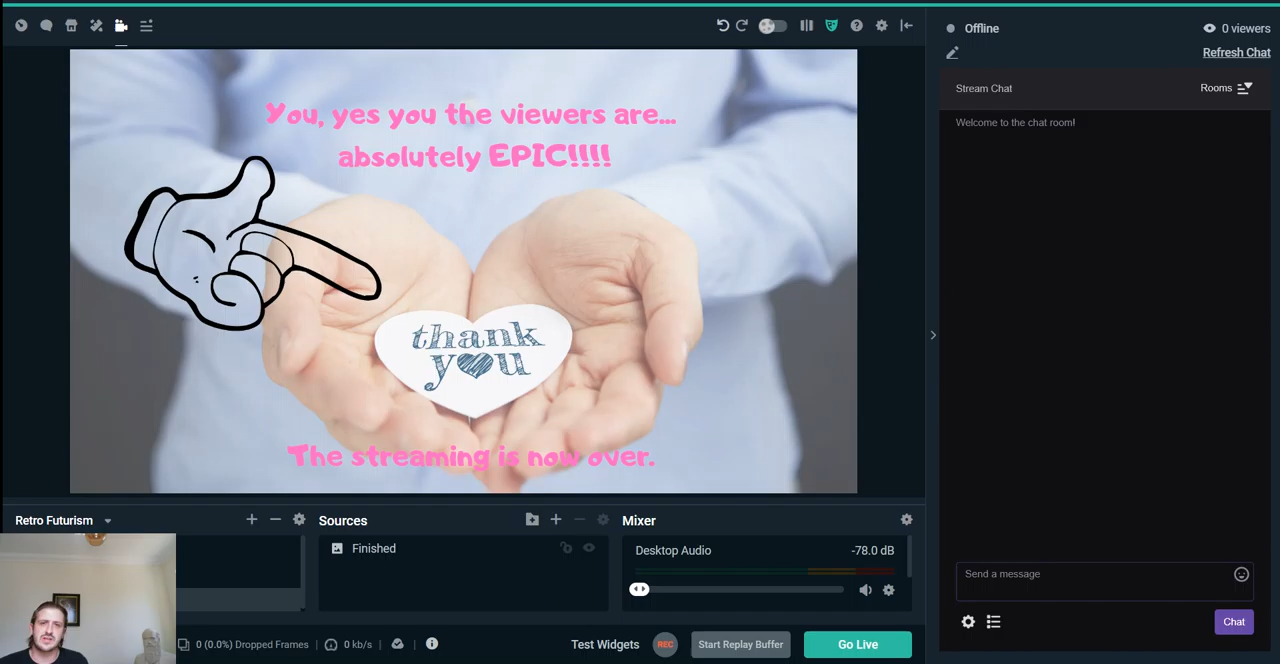 Offline
0 viewers
Refresh Chat
Stream Chat
Rooms
Welcome to the chat room!
You, yes you the viewers are...
absolutely EPIC!!!!
thank
you
The streaming is now over.
Retro Futurism
Sources
Mixer
Finished
Desktop Audio
-78.0 dB
Send a message
Chat
0 (0.0%) Dropped Frames
0 kb/s
Test Widgets
REC
Start Replay Buffer
Go Live